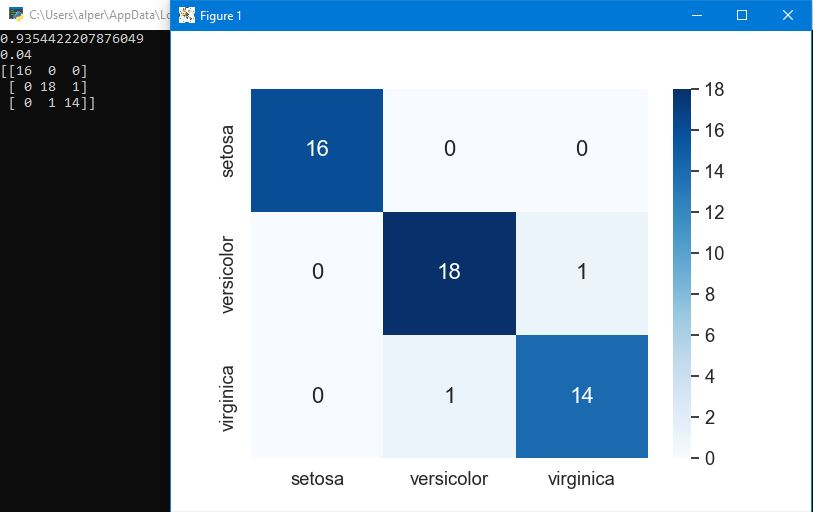 C:\Users\alper\AppData\Lo
0.9354422207876049
0.04
[[16  0  0]
 [ 0 18  1]
 [ 0  1 14]]
Figure 1
setosa
versicolor
virginica
16 0 0
0 18 1
0 1 14
setosa versicolor virginica
18
16
14
12
10
8
6
4
2
0